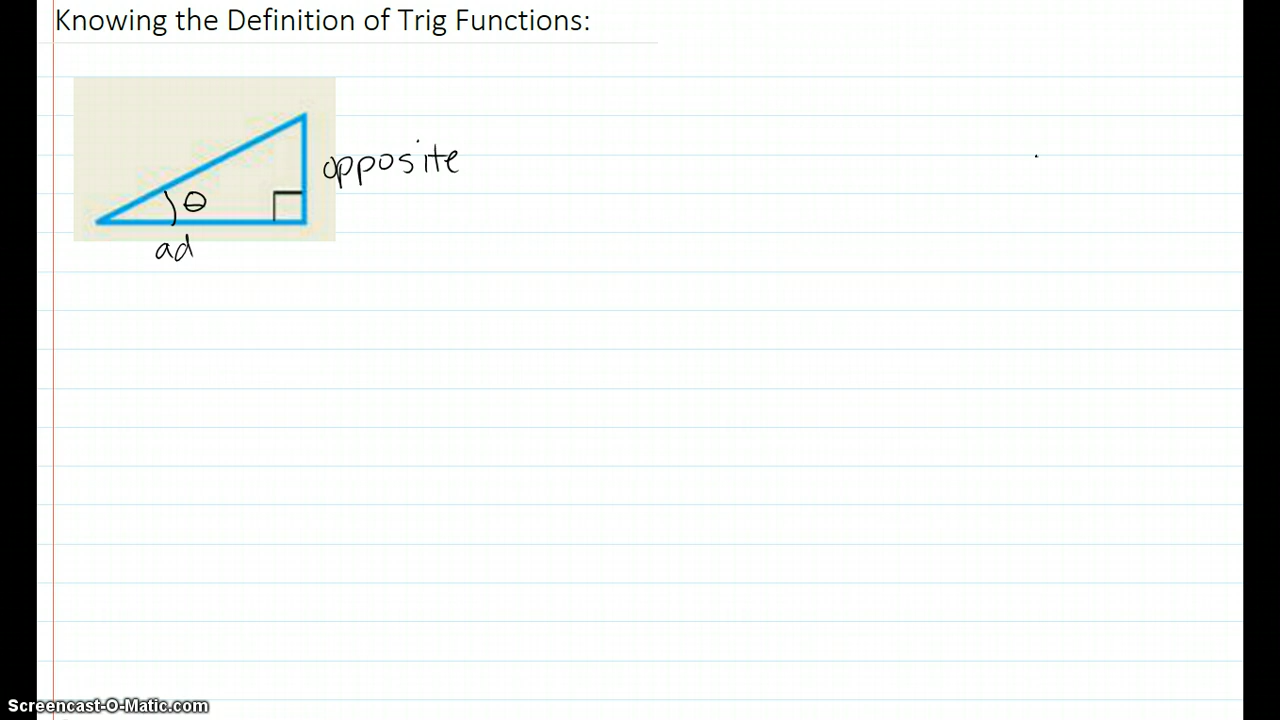 Knowing the Definition of Trig Functions:
opposite
θ
ad
Screencast-O-Matic.com